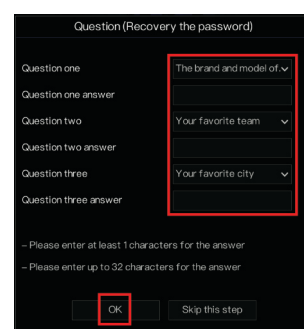 Question (Recovery the password)
Question one The brand and model of.
Question one answer
Question two Your favorite team
Question two answer
Question three Your favorite city
Question three answer
– Please enter at least 1 characters for the answer
– Please enter up to 32 characters for the answer
OK Skip this step